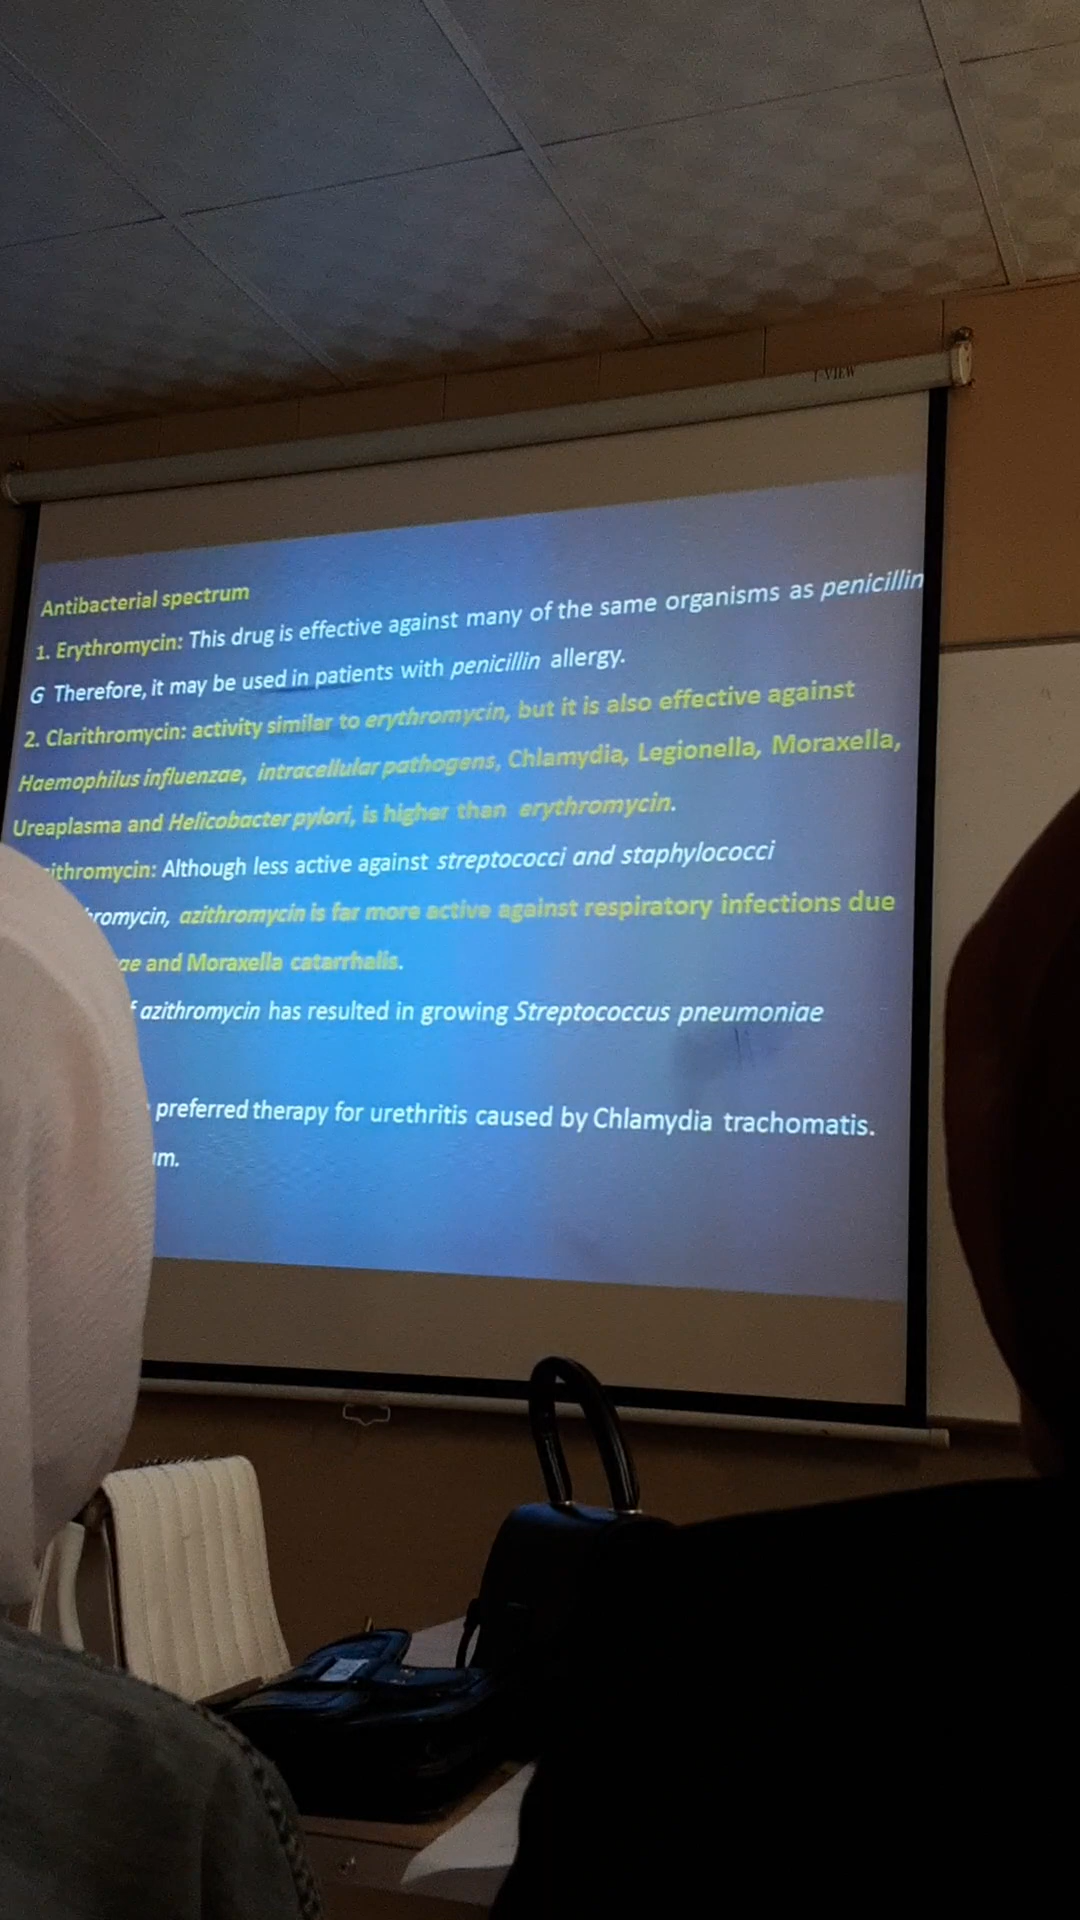 VIEW
Antibacterial spectrum
1. Erythromycin: This drug is effective against many of the same organisms as penicillin
G Therefore, it may be used in patients with penicillin allergy.
2. Clarithromycin: activity similar to erythromycin, but it is also effective against
Haemophilus influenzae, intracellular pathogens, Chlamydia, Legionella, Moraxella,
Ureaplasma and Helicobacter pylori, is higher than erythromycin.
ithromycin: Although less active against streptococci and staphylococci
romycin, azithromycin is far more active against respiratory infections due
ae and Moraxella catarrhalis.
f azithromycin has resulted in growing Streptococcus pneumoniae
preferred therapy for urethritis caused by Chlamydia trachomatis.
um.